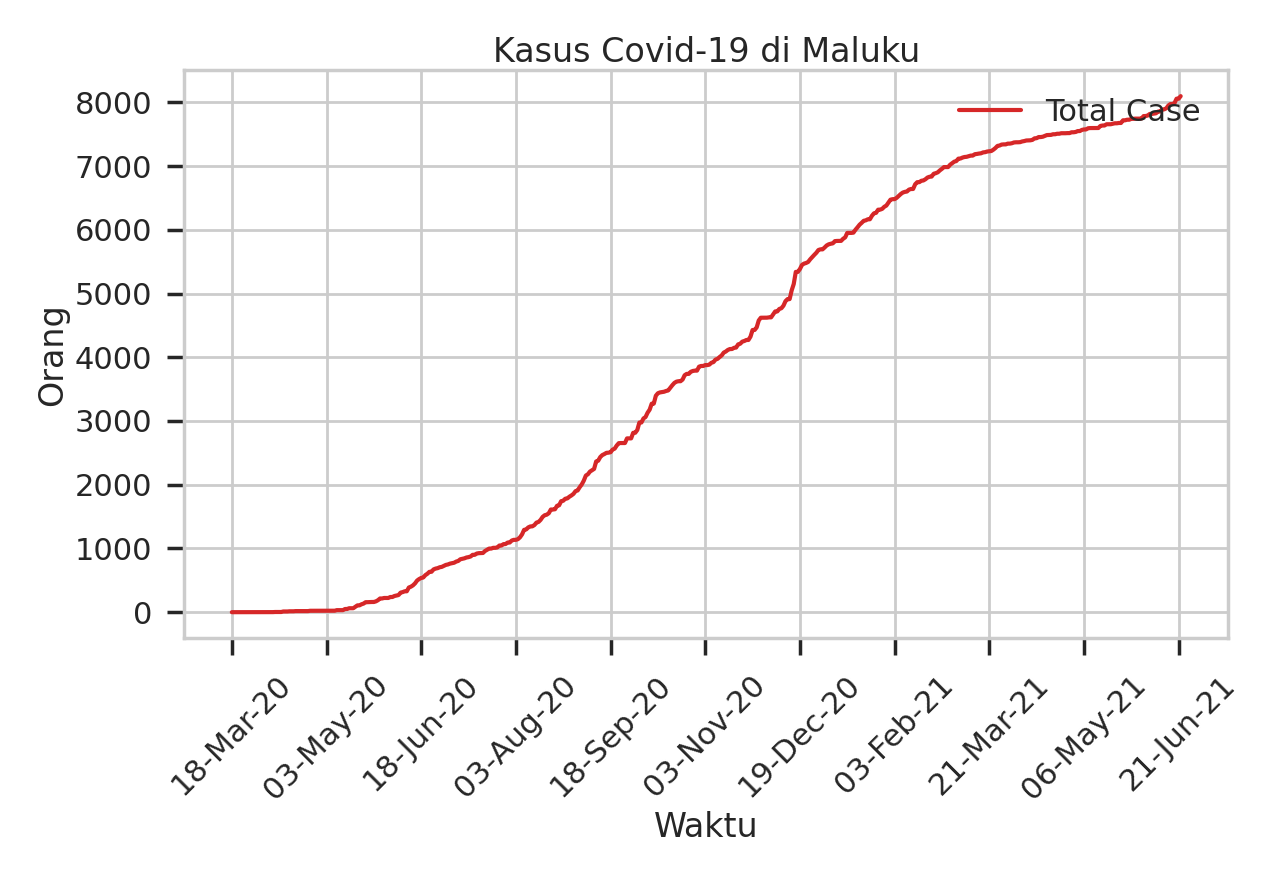 Kasus Covid-19 di Maluku
Total Case
8000
7000
6000
5000
4000
3000
2000
1000
0
Orang
18-Mar-20
03-May-20
18-Jun-20
03-Aug-20
18-Sep-20
03-Nov-20
19-Dec-20
03-Feb-21
21-Mar-21
06-May-21
21-Jun-21
Waktu